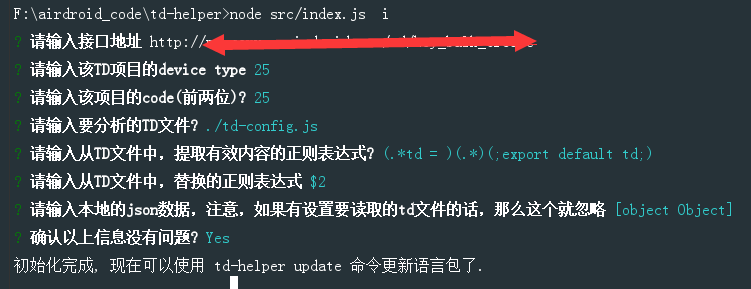 F:\airdroid_code\td-helper>node src/index.js  i
? 请输入接口地址 http://
? 请输入该TD项目的device type 25
? 请输入该项目的code(前两位)? 25
? 请输入要分析的TD文件? ./td-config.js
? 请输入从TD文件中, 提取有效内容的正则表达式? (.*td = )(.*)(;export default td;)
? 请输入从TD文件中, 替换的正则表达式 $2
? 请输入本地的json数据, 注意, 如果有设置要读取的td文件的话, 那么这个就忽略 [object Object]
? 确认以上信息没有问题? Yes
初始化完成, 现在可以使用 td-helper update 命令更新语言包了.